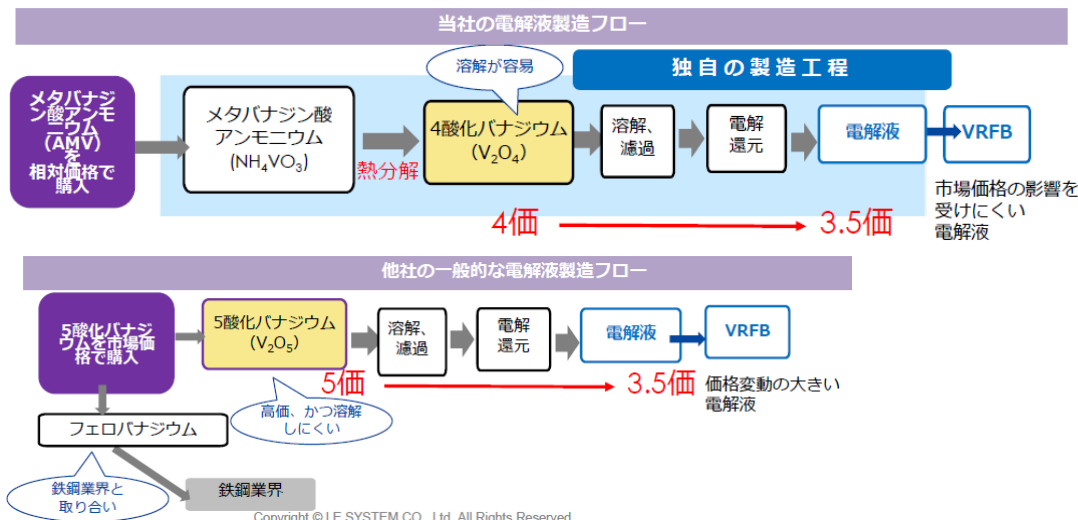 当社の電解液製造フロー
溶解が容易
独自の製造工程
メタバナジ
ン酸アンモ
ニウム
(AMV)を
相対価格で
購入
メタバナジン酸
アンモニウム
(NH₄VO₃)
熱分解
4酸化バナジウム
(V₂O₄)
溶解、
濾過
電解
還元
電解液
VRFB
4価
3.5価
市場価格の影響を
受けにくい
電解液
他社の一般的な電解液製造フロー
5酸化バナジ
ウムを市場価
格で購入
5酸化バナジウム
(V₂O₅)
溶解、
濾過
電解
還元
電解液
VRFB
5価
3.5価
価格変動の大きい
電解液
高価、かつ溶解
しにくい
フェロバナジウム
鉄鋼業界と
取り合い
鉄鋼業界
Copyright © LE SYSTEM CO., Ltd. All Rights Reserved